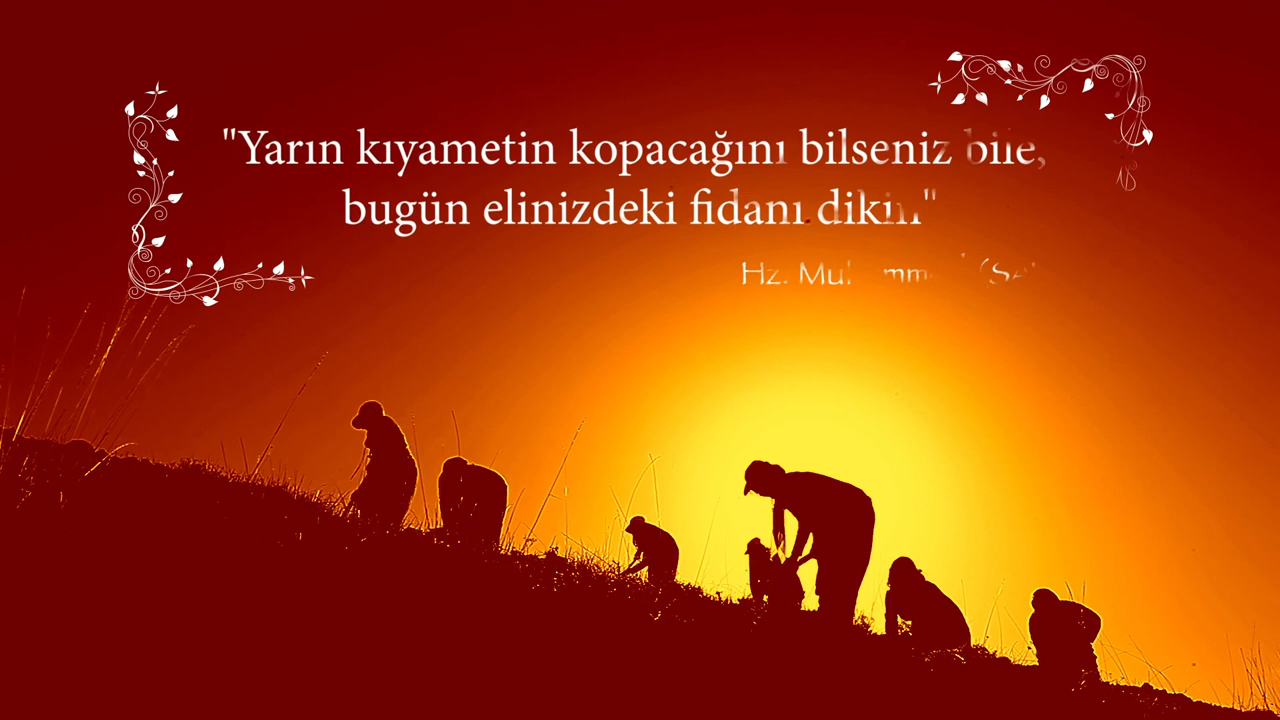 "Yarın kıyametin kopacağını bilseniz bile,
bugün elinizdeki fidanı dikin."
Hz.